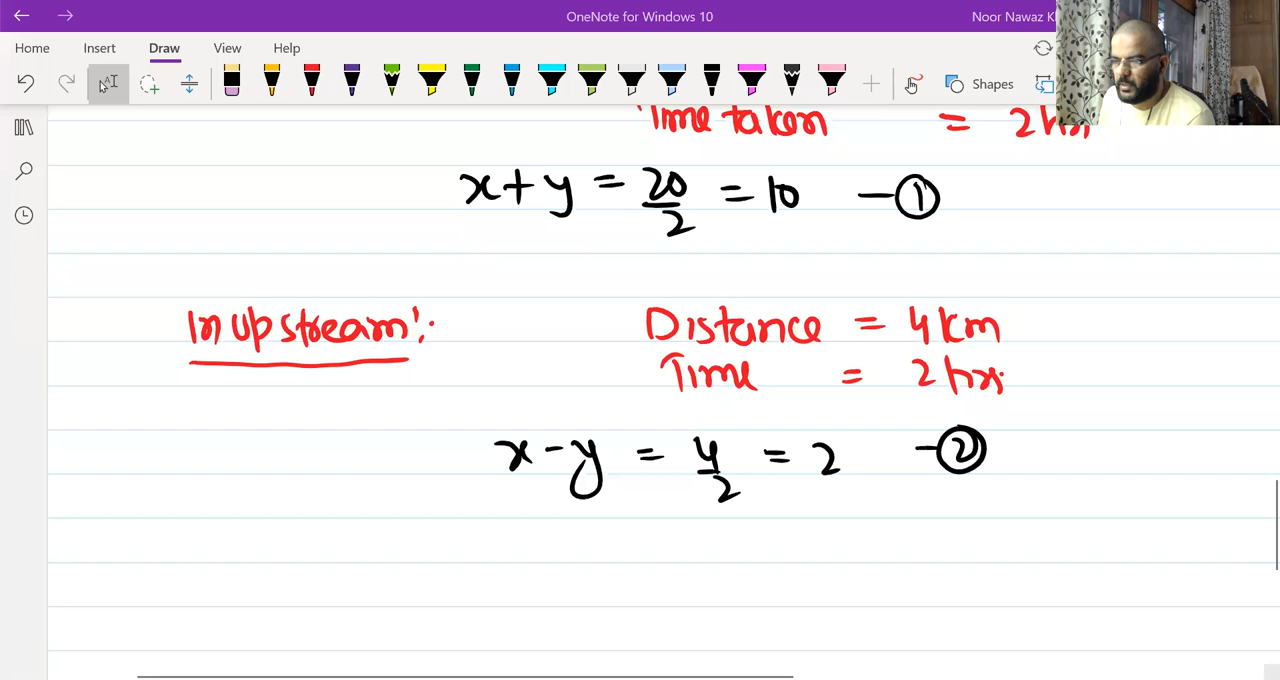 OneNote for Windows 10
Noor Nawaz K
Home Insert Draw View Help
Shapes
Time taken = 2 hr
x + y = 20/2 = 10 — ①
In upstream:
Distance = 4 km
Time = 2 hrs
x - y = 4/2 = 2 — ②